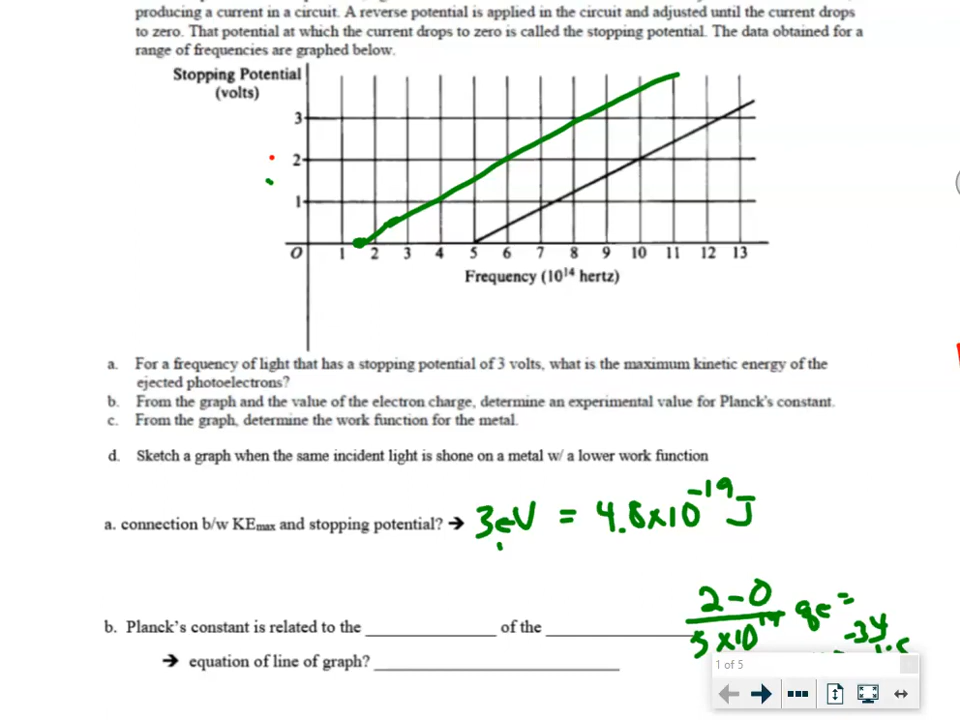 producing a current in a circuit. A reverse potential is applied in the circuit and adjusted until the current drops
to zero. That potential at which the current drops to zero is called the stopping potential. The data obtained for a
range of frequencies are graphed below.
Stopping Potential
(volts)
3
2
1
O 1 2 3 4 5 6 7 8 9 10 11 12 13
Frequency (10¹⁴ hertz)
a. For a frequency of light that has a stopping potential of 3 volts, what is the maximum kinetic energy of the
ejected photoelectrons?
b. From the graph and the value of the electron charge, determine an experimental value for Planck's constant.
c. From the graph, determine the work function for the metal.
d. Sketch a graph when the same incident light is shone on a metal w/ a lower work function
a. connection b/w KEmax and stopping potential? ➔ 3eV = 4.8x10⁻¹⁹ J
2-0
b. Planck's constant is related to the ____________ of the ____________
5x10¹⁴
-34
➔ equation of line of graph? ____________
1 of 5